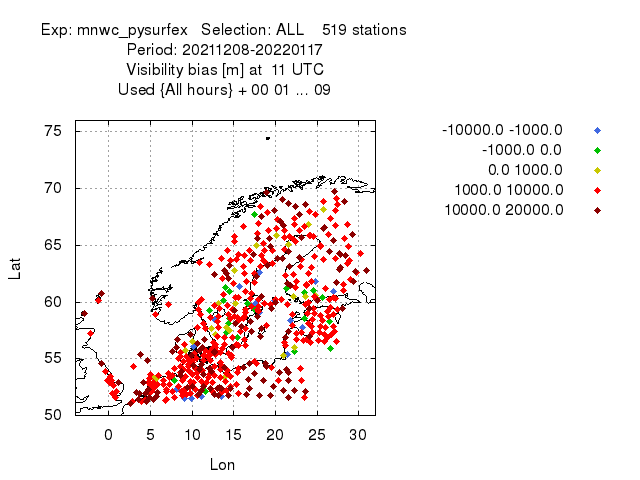 Exp: mnwc_pysurfex   Selection: ALL    519 stations
Period: 20211208-20220117
Visibility bias [m] at  11 UTC
Used {All hours} + 00 01 ... 09
-10000.0 -1000.0
-1000.0 0.0
0.0 1000.0
1000.0 10000.0
10000.0 20000.0
75
70
65
60
55
50
Lat
0 5 10 15 20 25 30
Lon